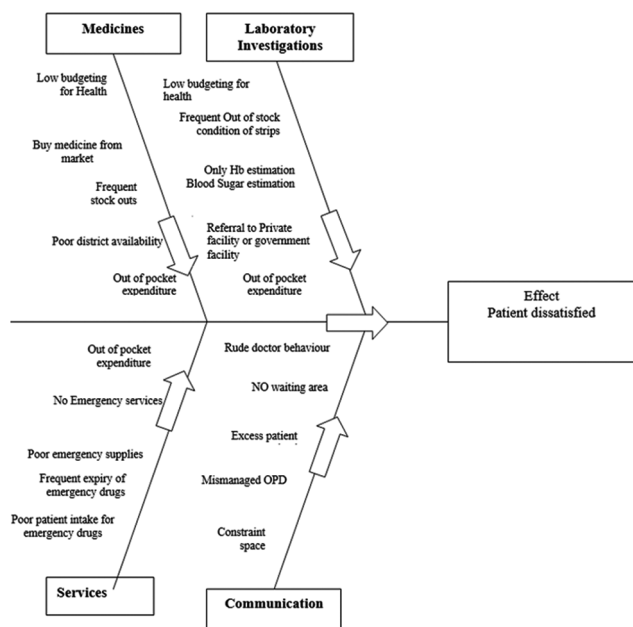 Medicines
Laboratory
Investigations
Low budgeting
for Health
Buy medicine from
market
Frequent
stock outs
Poor district availability
Out of pocket
expenditure
Low budgeting for
health
Frequent Out of stock
condition of strips
Only Hb estimation
Blood Sugar estimation
Referral to Private
facility or government
facility
Out of pocket
expenditure
Effect
Patient dissatisfied
Out of pocket
expenditure
No Emergency services
Poor emergency supplies
Frequent expiry of
emergency drugs
Poor patient intake for
emergency drugs
Services
Rude doctor behaviour
NO waiting area
Excess patient
Mismanaged OPD
Constraint
space
Communication